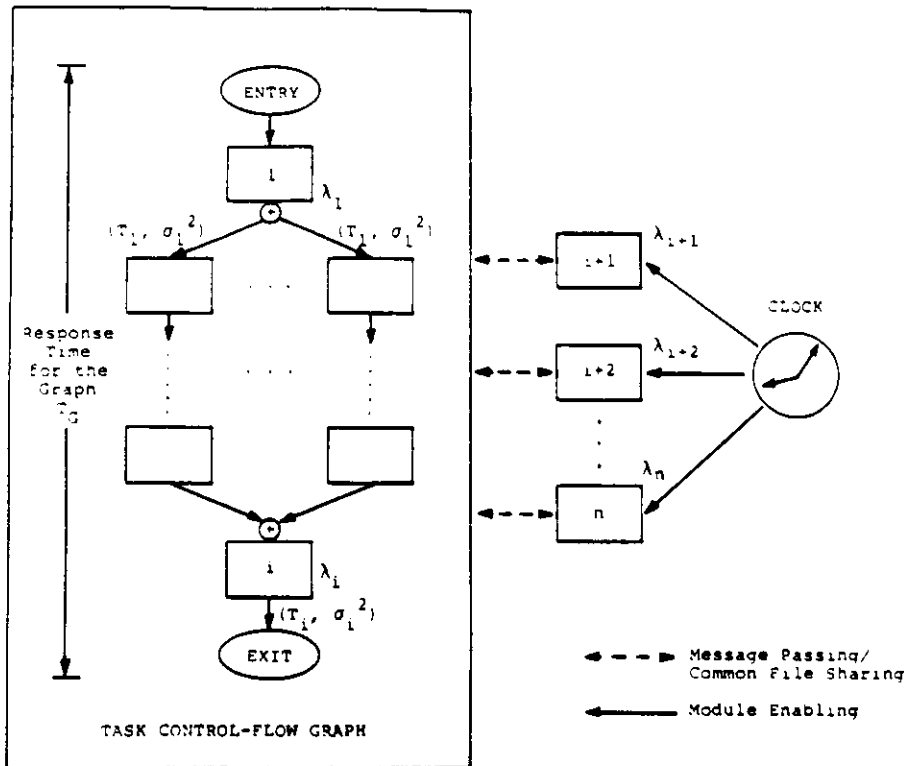 ENTRY
1
λ1
(T1, σ1²)
(T1, σ1²)
Response
Time
for the
Graph
TG
i
λi
(Ti, σi²)
EXIT
TASK CONTROL-FLOW GRAPH
i+1
λi+1
CLOCK
i+2
λi+2
n
λn
Message Passing/
Common File Sharing
Module Enabling